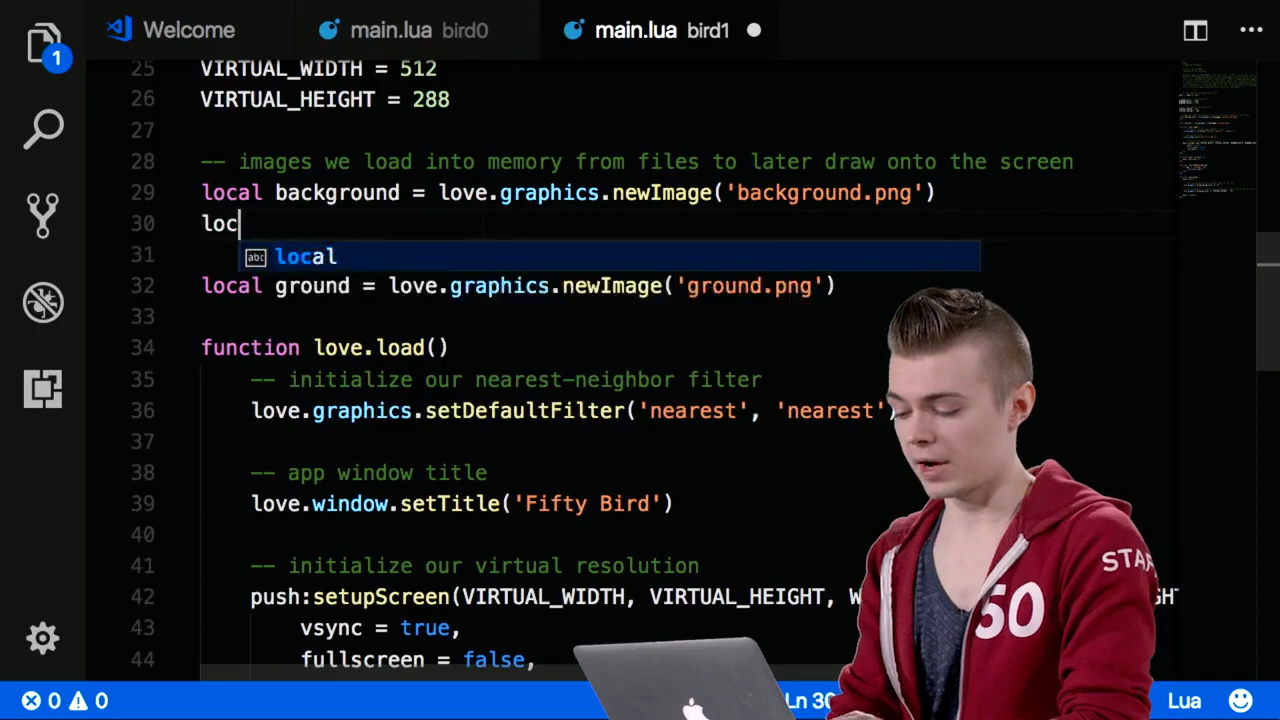 1
Welcome
main.lua bird0
main.lua bird1
25 VIRTUAL_WIDTH = 512
26 VIRTUAL_HEIGHT = 288
27
28 -- images we load into memory from files to later draw onto the screen
29 local background = love.graphics.newImage('background.png')
30 loc
abc local
31
32 local ground = love.graphics.newImage('ground.png')
33
34 function love.load()
35 -- initialize our nearest-neighbor filter
36 love.graphics.setDefaultFilter('nearest', 'nearest'
37
38 -- app window title
39 love.window.setTitle('Fifty Bird')
40
41 -- initialize our virtual resolution
42 push:setupScreen(VIRTUAL_WIDTH, VIRTUAL_HEIGHT,
43 vsync = true,
44 fullscreen = false,
50
0 0
Ln 30
Lua